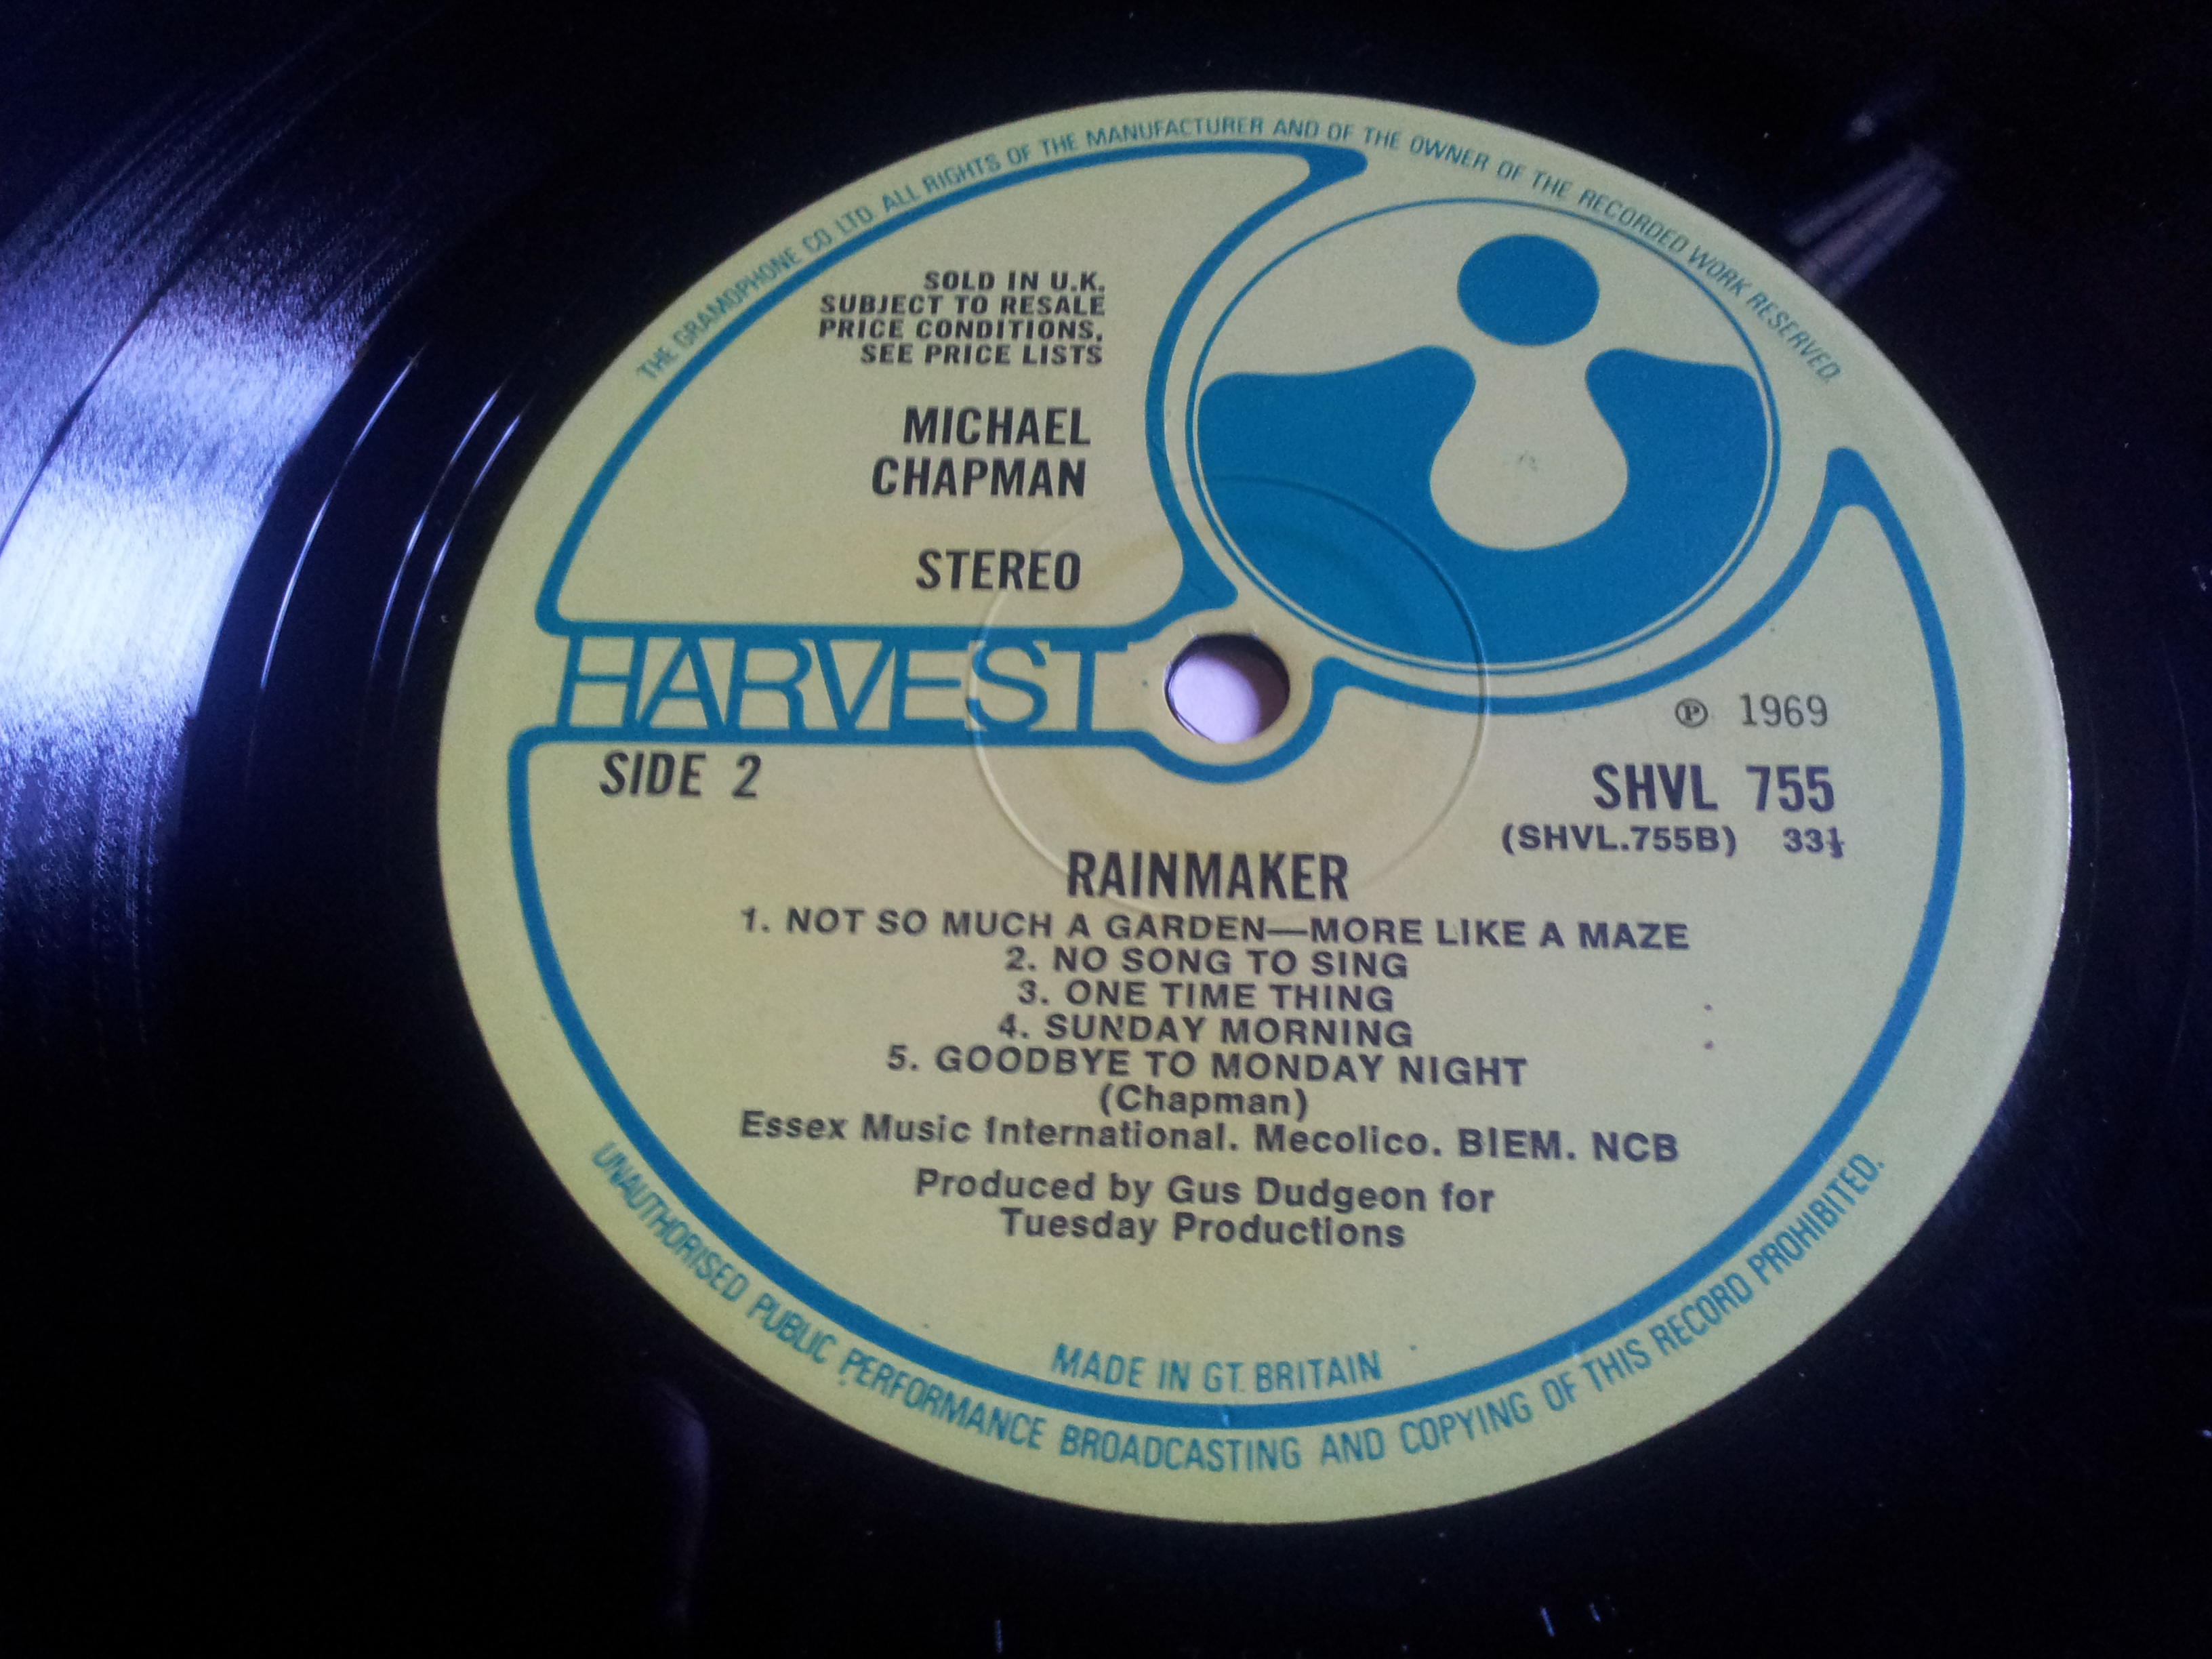 THE GRAMOPHONE CO. LTD. ALL RIGHTS OF THE MANUFACTURER AND OF THE OWNER OF THE RECORDED WORK RESERVED.
SOLD IN U.K.
SUBJECT TO RESALE
PRICE CONDITIONS,
SEE PRICE LISTS
MICHAEL
CHAPMAN
STEREO
HARVEST
SIDE 2
℗ 1969
SHVL 755
(SHVL.755B) 33⅓
RAINMAKER
1. NOT SO MUCH A GARDEN—MORE LIKE A MAZE
2. NO SONG TO SING
3. ONE TIME THING
4. SUNDAY MORNING
5. GOODBYE TO MONDAY NIGHT
(Chapman)
Essex Music International. Mecolico. BIEM. NCB
Produced by Gus Dudgeon for
Tuesday Productions
MADE IN GT. BRITAIN
UNAUTHORISED PUBLIC PERFORMANCE BROADCASTING AND COPYING OF THIS RECORD PROHIBITED.